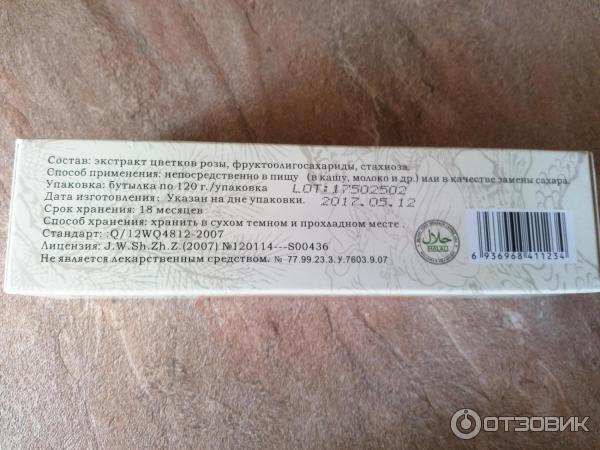 Состав: экстракт цветков розы, фруктоолигосахариды, стахиоза.
Способ применения: непосредственно в пищу (в кашу, молоко и др.) или в качестве замены сахара.
Упаковка: бутылка по 120 г./упаковка LOT:17502502
Дата изготовления: Указан на дне упаковки. 2017.05.12
Срок хранения: 18 месяцев
Способ хранения: хранить в сухом темном и прохладном месте .
Стандарт: :Q/12WQ4812-2007
Лицензия: J.W.Sh.Zh.Z.(2007) №120114---S00436
Не является лекарственным средством. № 77.99.23.3.У.7603.9.07
حلال
HALAL
6 936968 411234
ОТЗОВИК